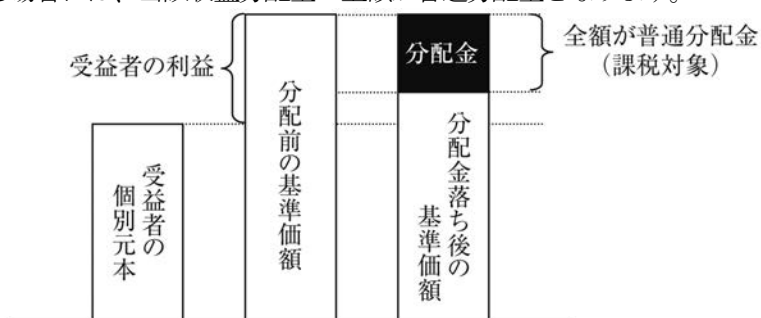 受益者の利益
分配金
全額が普通分配金
(課税対象)
受益者の
個別元本
分配前の基準価額
分配金落ち後の
基準価額